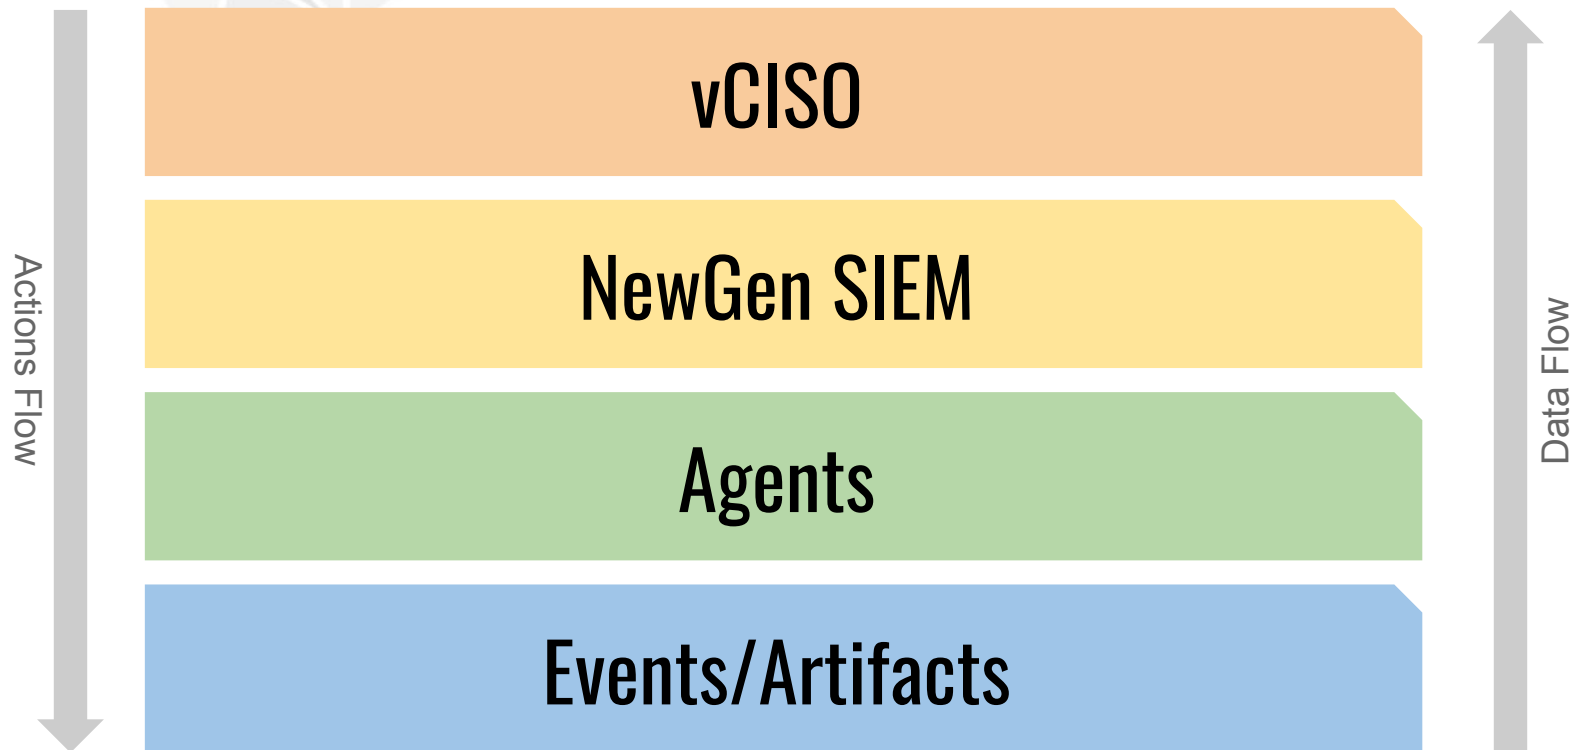 vCISO
NewGen SIEM
Actions Flow
Data Flow
Agents
Events/Artifacts